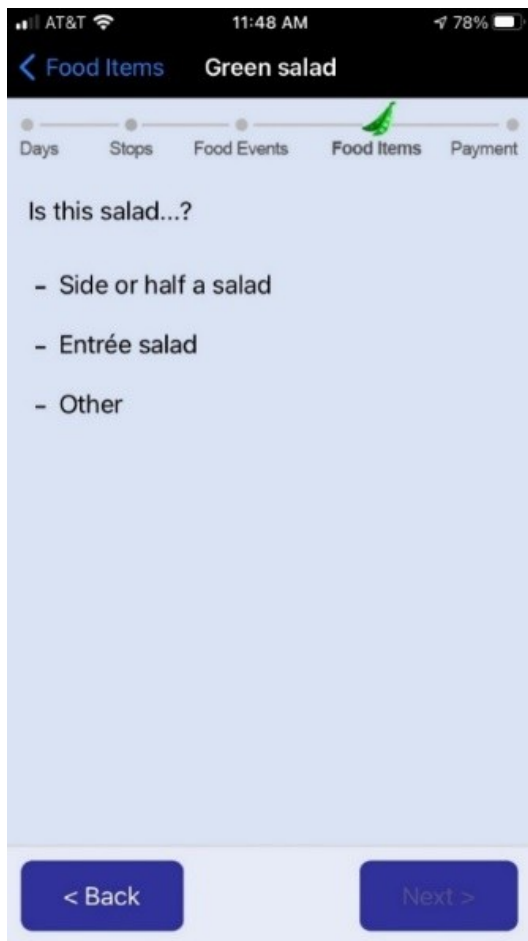 AT&T 11:48 AM 78%
< Food Items Green salad
Days Stops Food Events Food Items Payment
Is this salad...?
- Side or half a salad
- Entrée salad
- Other
< Back Next >